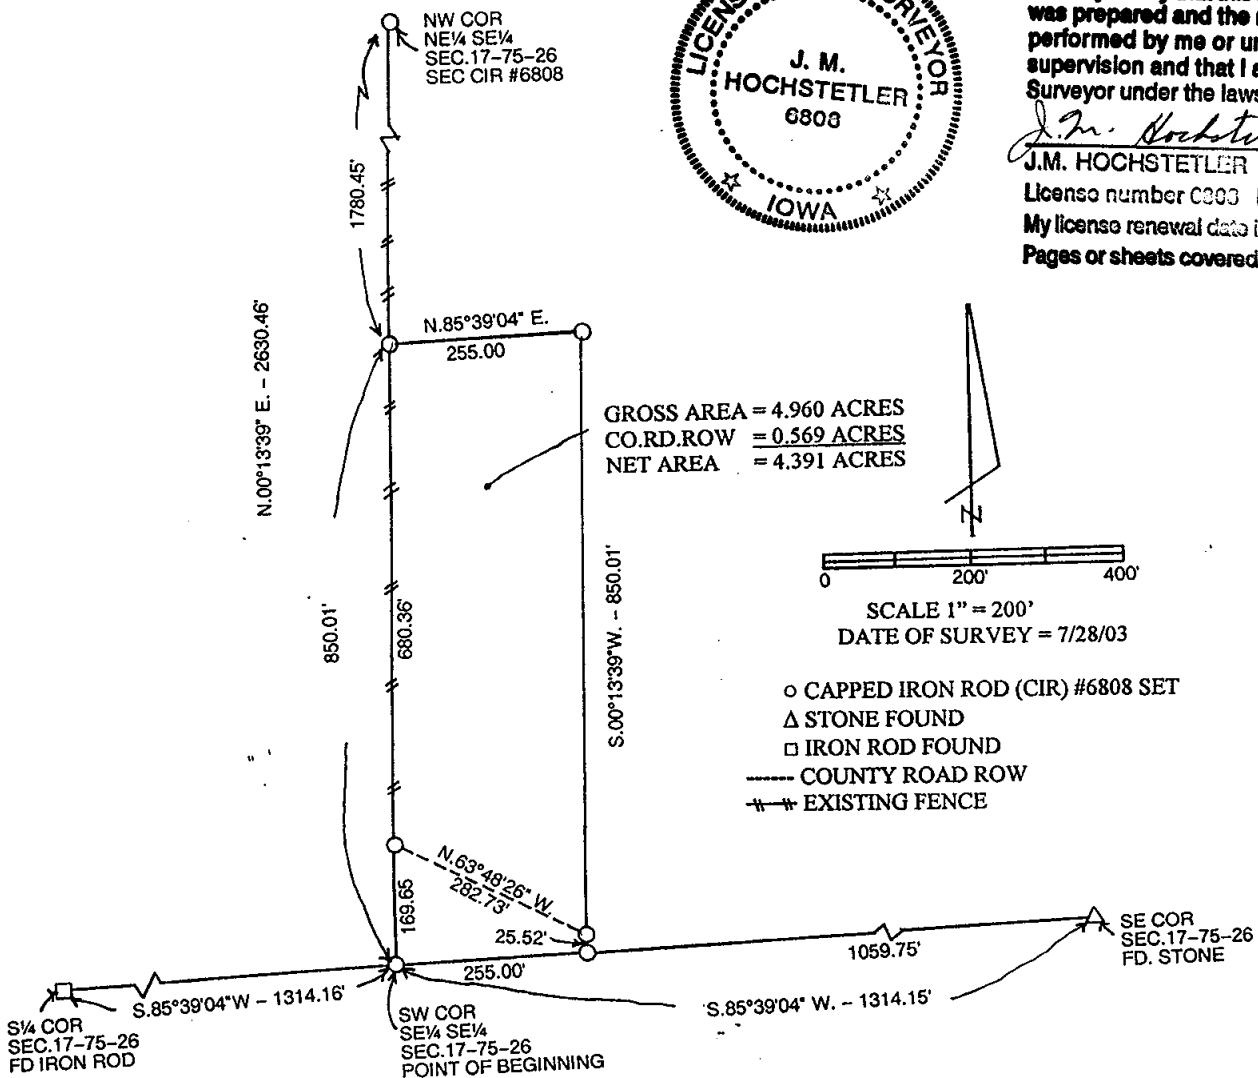 NW COR
NE¼ SE¼
SEC.17-75-26
SEC CIR #6808
J. M.
HOCHSTETLER
6808
IOWA
was prepared and the
performed by me or
supervision and that I
Surveyor under the laws
J.M.
J.M. HOCHSTETLER
License number
My license renewal date
Pages or sheets covered
1780.45'
N.00°13'39" E. - 2630.46'
N.85°39'04" E.
255.00
GROSS AREA = 4.960 ACRES
CO.RD.ROW = 0.569 ACRES
NET AREA = 4.391 ACRES
N
0 200' 400'
SCALE 1" = 200'
DATE OF SURVEY = 7/28/03
850.01'
680.36'
S.00°13'39"W. - 850.01'
CAPPED IRON ROD (CIR) #6808 SET
STONE FOUND
IRON ROD FOUND
COUNTY ROAD ROW
EXISTING FENCE
N.63°48'26" W.
282.73'
169.65
25.52'
255.00'
1059.75'
SE COR
SEC.17-75-26
FD. STONE
S.85°39'04"W - 1314.16'
S.85°39'04" W. - 1314.15'
S¼ COR
SEC.17-75-26
FD IRON ROD
SW COR
SE¼ SE¼
SEC.17-75-26
POINT OF BEGINNING